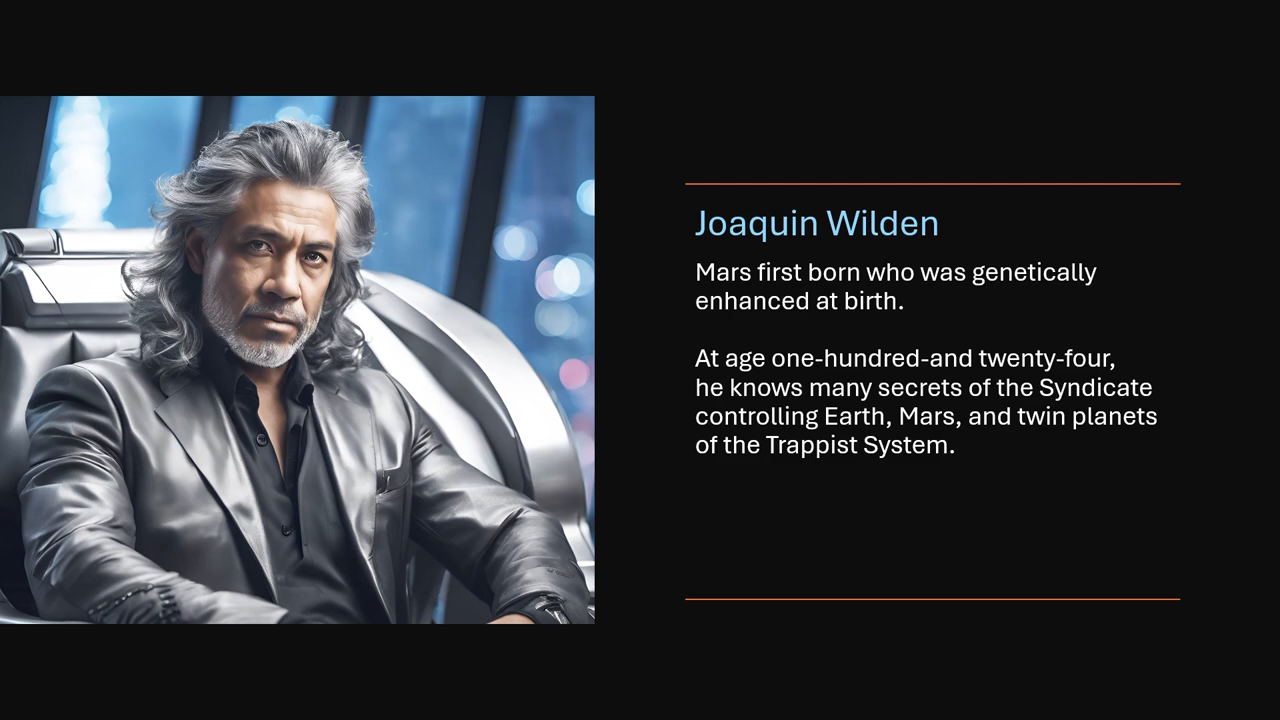 Joaquin Wilden
Mars first born who was genetically
enhanced at birth.
At age one-hundred-and twenty-four,
he knows many secrets of the Syndicate
controlling Earth, Mars, and twin planets
of the Trappist System.